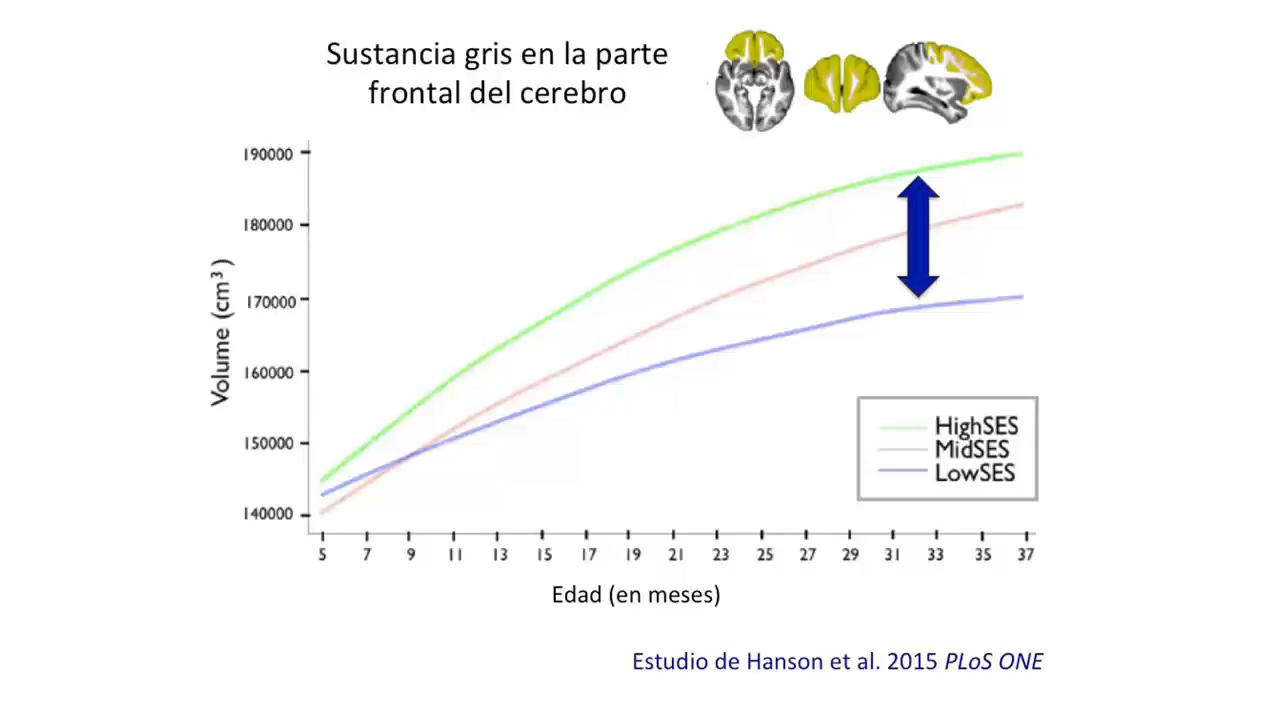 Sustancia gris en la parte
frontal del cerebro
190000
180000
170000
160000
150000
140000
Volume (cm³)
HighSES
MidSES
LowSES
5 7 9 11 13 15 17 19 21 23 25 27 29 31 33 35 37
Edad (en meses)
Estudio de Hanson et al. 2015 PLoS ONE